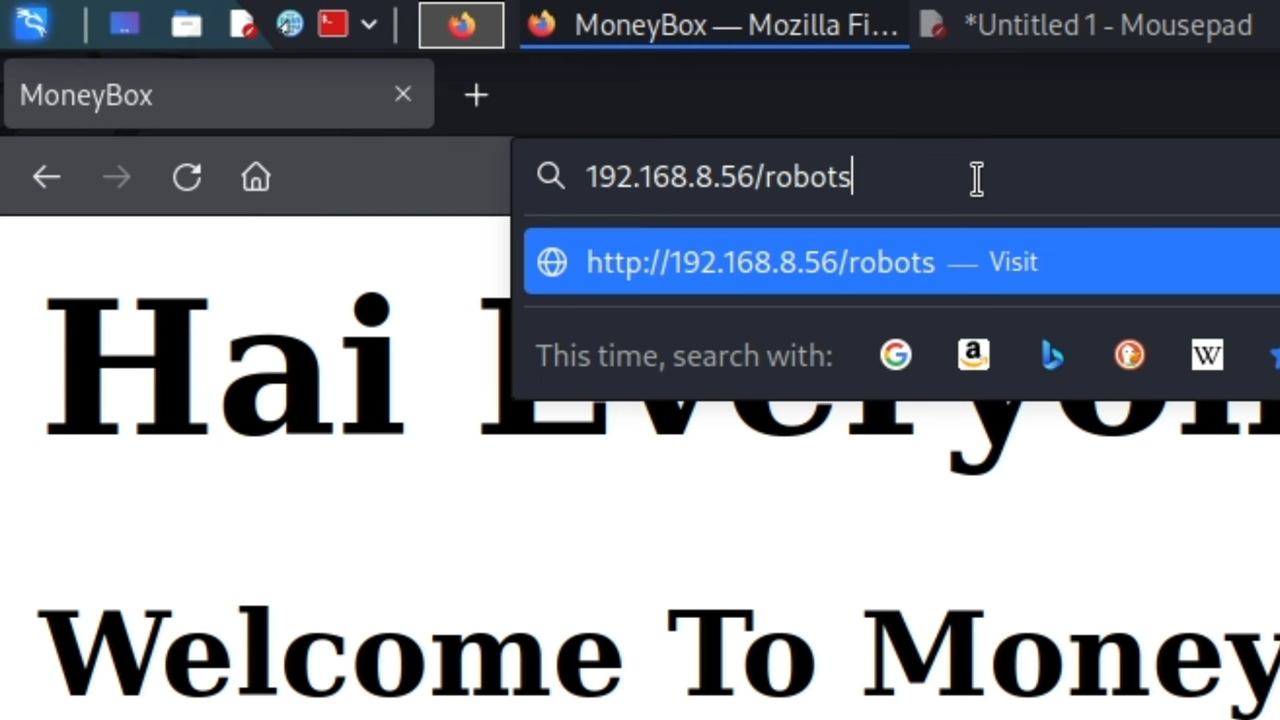 MoneyBox — Mozilla Fi...
*Untitled 1 - Mousepad
MoneyBox
192.168.8.56/robots
http://192.168.8.56/robots — Visit
This time, search with:
Hai
Welcome To Money